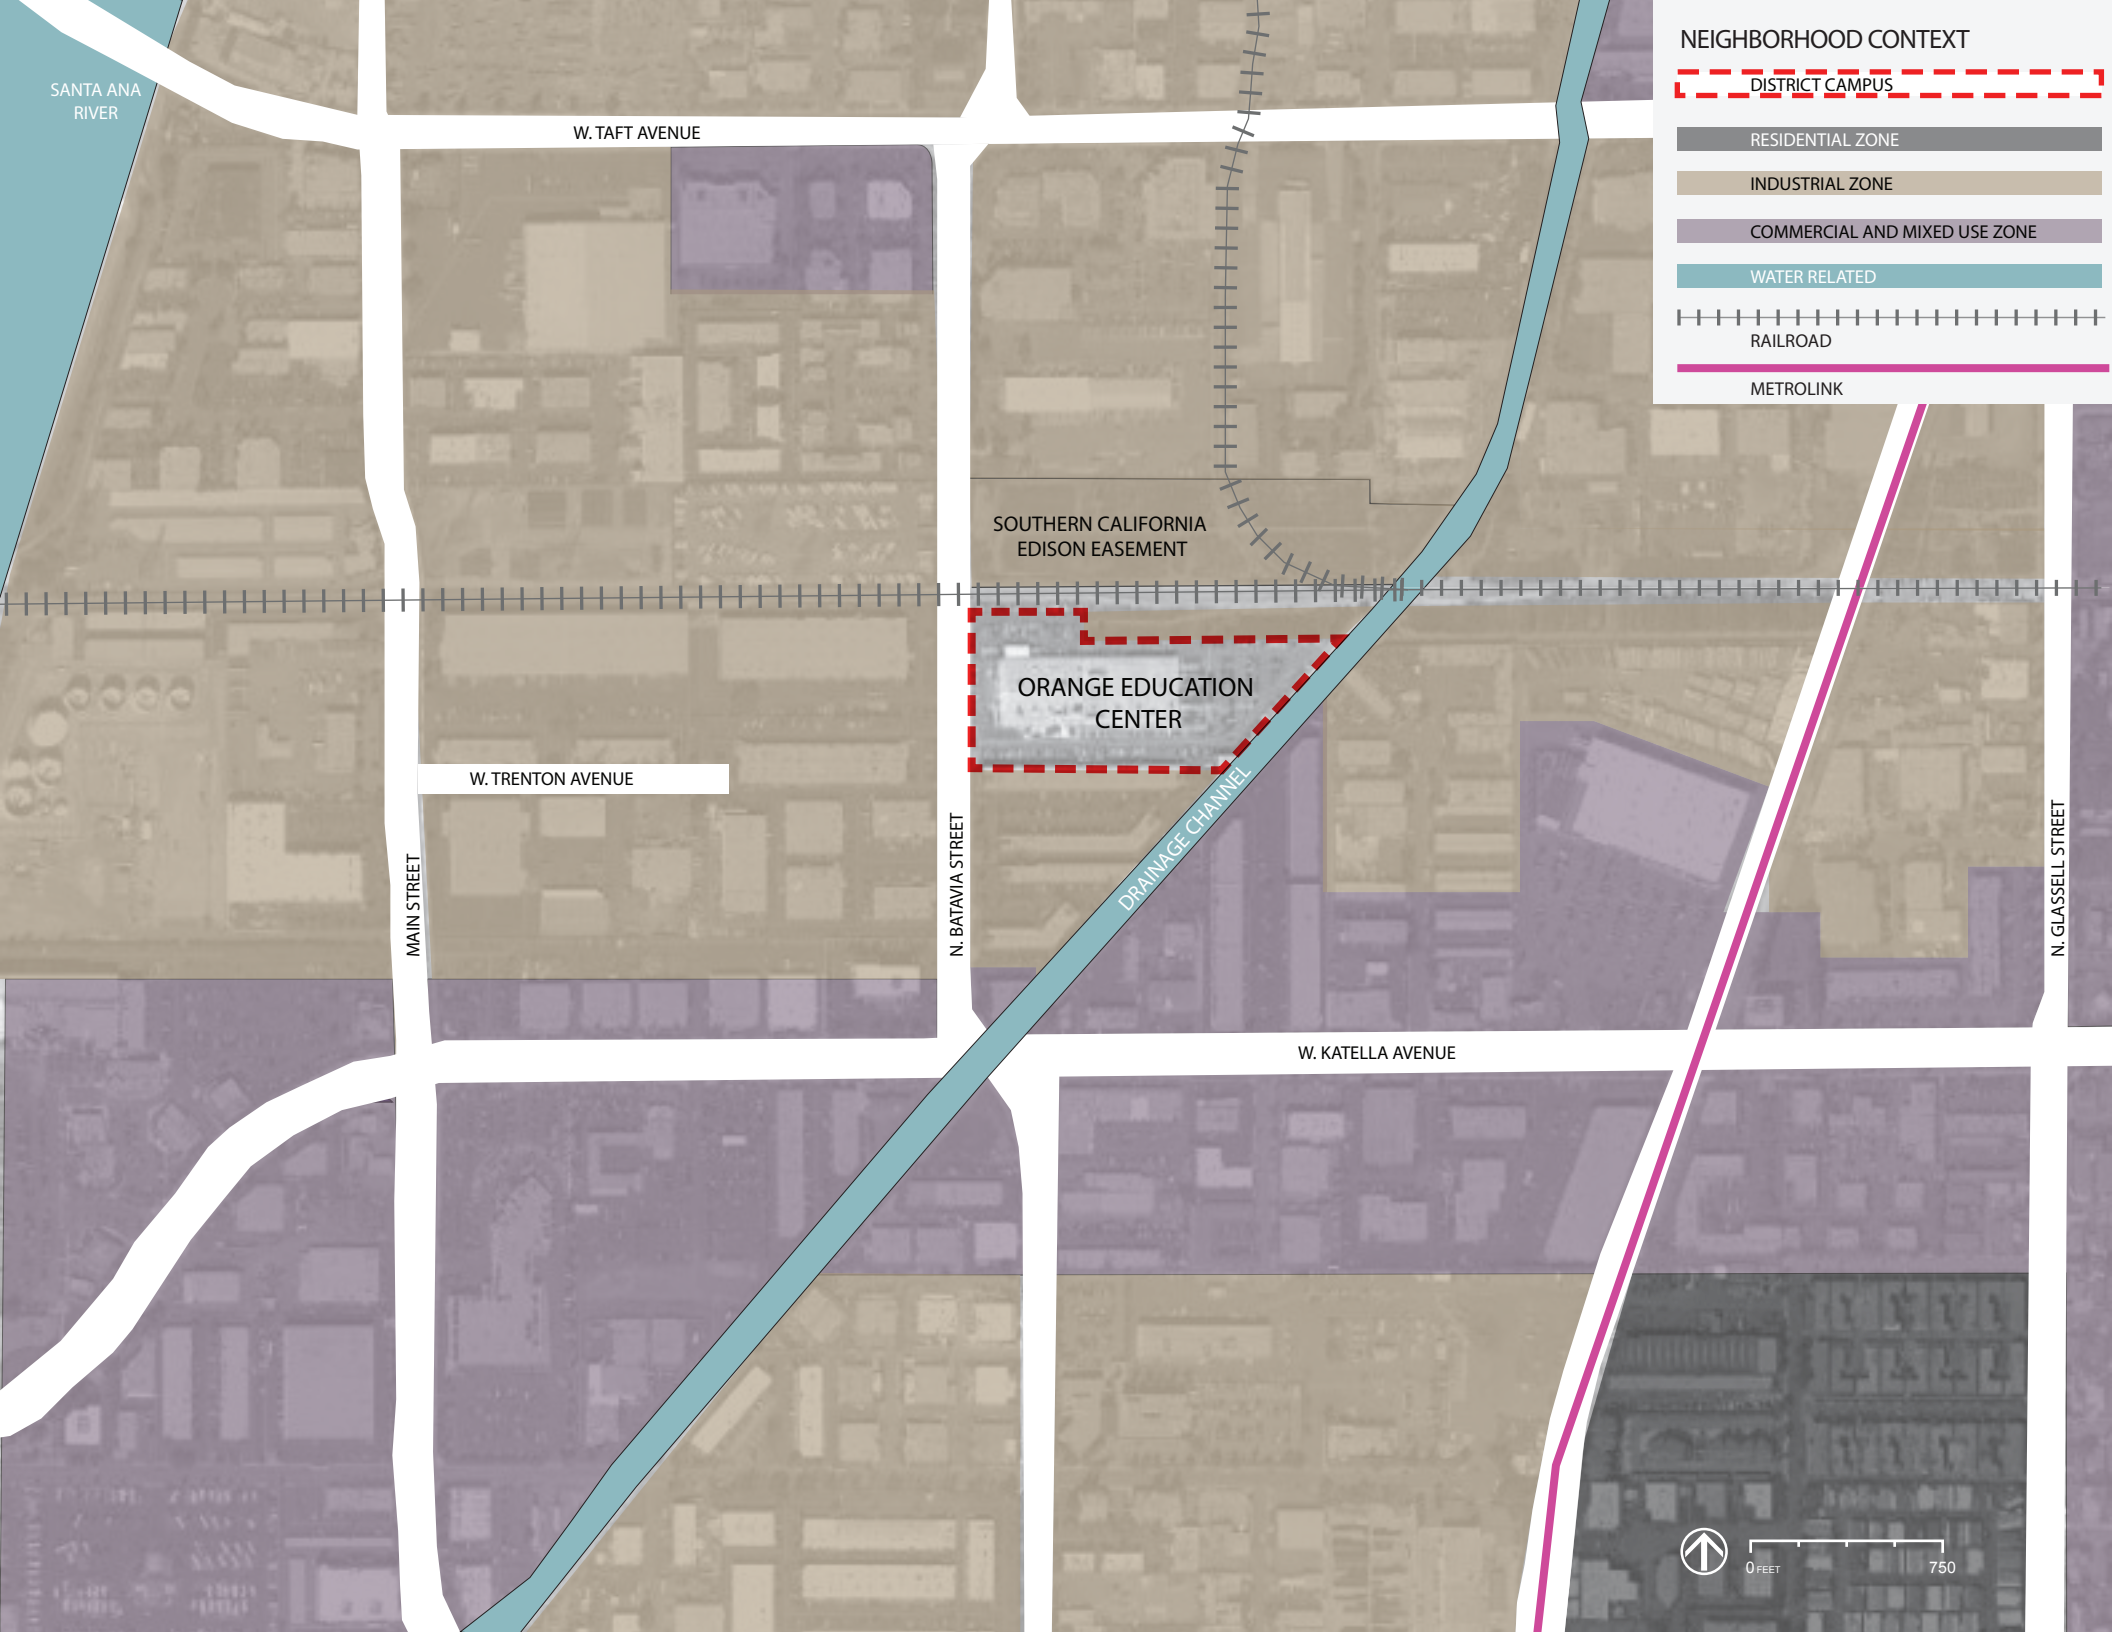 NEIGHBORHOOD CONTEXT
DISTRICT CAMPUS
RESIDENTIAL ZONE
INDUSTRIAL ZONE
COMMERCIAL AND MIXED USE ZONE
WATER RELATED
RAILROAD
METROLINK
SANTA ANA
RIVER
W. TAFT AVENUE
SOUTHERN CALIFORNIA
EDISON EASEMENT
ORANGE EDUCATION
CENTER
W. TRENTON AVENUE
DRAINAGE CHANNEL
MAIN STREET
N. BATAVIA STREET
N. GLASSELL STREET
W. KATELLA AVENUE
0 FEET
750